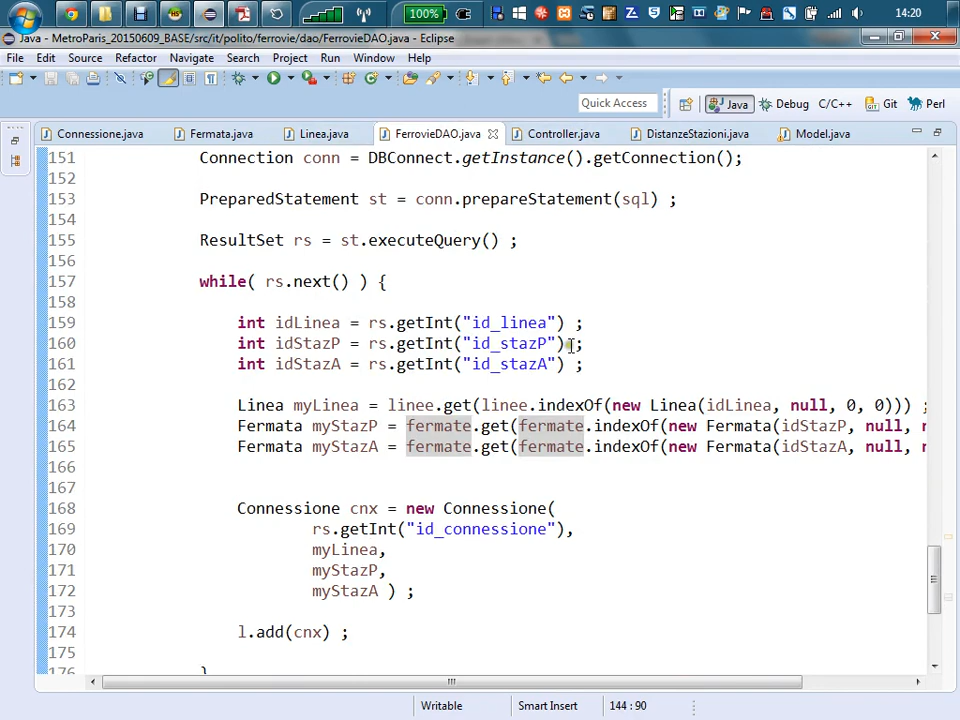 100%
14:20
Java - MetroParis_20150609_BASE/src/it/polito/ferrovie/dao/FerrovieDAO.java - Eclipse
File Edit Source Refactor Navigate Search Project Run Window Help
Quick Access Java Debug C/C++ Git Perl
Connessione.java Fermata.java Linea.java FerrovieDAO.java Controller.java DistanzeStazioni.java Model.java
151 Connection conn = DBConnect.getInstance().getConnection();
152
153 PreparedStatement st = conn.prepareStatement(sql) ;
154
155 ResultSet rs = st.executeQuery() ;
156
157 while( rs.next() ) {
158
159 int idLinea = rs.getInt("id_linea") ;
160 int idStazP = rs.getInt("id_stazP") ;
161 int idStazA = rs.getInt("id_stazA") ;
162
163 Linea myLinea = linee.get(linee.indexOf(new Linea(idLinea, null, 0, 0))) ;
164 Fermata myStazP = fermate.get(fermate.indexOf(new Fermata(idStazP, null, n
165 Fermata myStazA = fermate.get(fermate.indexOf(new Fermata(idStazA, null, n
166
167
168 Connessione cnx = new Connessione(
169 rs.getInt("id_connessione"),
170 myLinea,
171 myStazP,
172 myStazA ) ;
173
174 l.add(cnx) ;
175
176 }
Writable Smart Insert 144 : 90